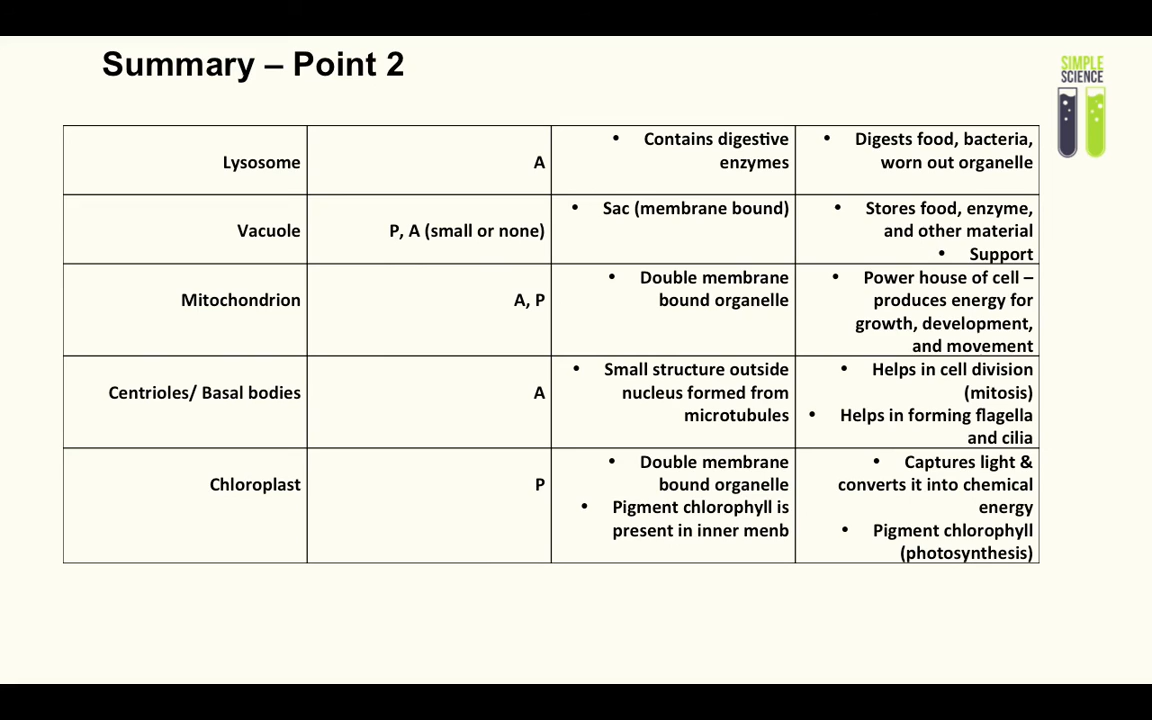 Summary – Point 2
SIMPLE
SCIENCE
Lysosome
A
• Contains digestive
enzymes
• Digests food, bacteria,
worn out organelle
Vacuole
P, A (small or none)
• Sac (membrane bound)
• Stores food, enzyme,
and other material
• Support
Mitochondrion
A, P
• Double membrane
bound organelle
• Power house of cell –
produces energy for
growth, development,
and movement
Centrioles/ Basal bodies
A
• Small structure outside
nucleus formed from
microtubules
• Helps in cell division
(mitosis)
• Helps in forming flagella
and cilia
Chloroplast
P
• Double membrane
bound organelle
• Pigment chlorophyll is
present in inner menb
• Captures light &
converts it into chemical
energy
• Pigment chlorophyll
(photosynthesis)